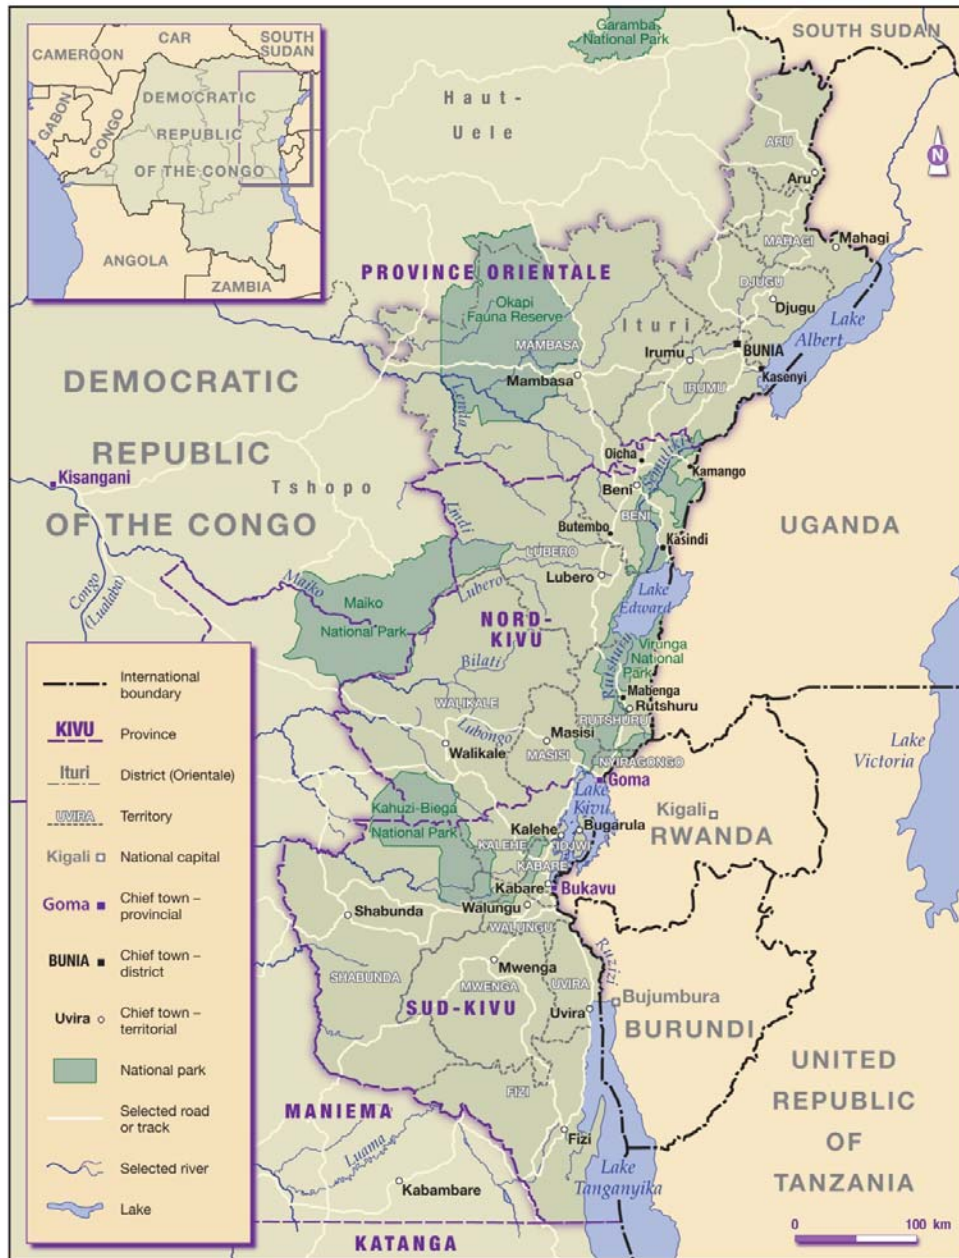 CAMEROON
CAR
SOUTH
SUDAN
GABON
CONGO
DEMOCRATIC
REPUBLIC
OF THE CONGO
ANGOLA
ZAMBIA
Garamba
National Park
SOUTH SUDAN
Haut-
Uele
N
ARU
Aru
MAHAGI
Mahagi
PROVINCE ORIENTALE
DJUGU
Djugu
Okapi
Fauna Reserve
Ituri
Lake
Albert
MAMBASA
Irumu
BUNIA
Mambasa
Kasenyi
IRUMU
Lenda
DEMOCRATIC
REPUBLIC
OF THE CONGO
Kisangani
Tshopo
Oicha
Semuliki
Kamango
Beni
BENI
Lindi
Butembo
Kasindi
UGANDA
LUBERO
Lubero
Lubero
Congo
(Lualaba)
Maiko
Maiko
National Park
Lake
Edward
NORD-
KIVU
Virunga
National
Park
Rutshuru
Bilati
Mabenga
Rutshuru
RUTSHURU
WALIKALE
Lubongo
Masisi
Walikale
MASISI
NYIRAGONGO
Goma
Lake
Victoria
Lake
Kivu
Kigali
RWANDA
Kahuzi-Biega
National Park
Kalehe
Bugarula
KALEHE
IDJWI
KABARE
Kabare
Bukavu
Walungu
Shabunda
WALUNGU
Ruzizi
SHABUNDA
Mwenga
MWENGA
UVIRA
SUD-KIVU
Uvira
Bujumbura
BURUNDI
FIZI
MANIEMA
Fizi
Luama
Kabambare
Lake
Tanganyika
KATANGA
UNITED
REPUBLIC
OF
TANZANIA
0 100 km
International
boundary
KIVU Province
Ituri District (Orientale)
UVIRA Territory
Kigali National capital
Goma Chief town –
provincial
BUNIA Chief town –
district
Uvira Chief town –
territorial
National park
Selected road
or track
Selected river
Lake